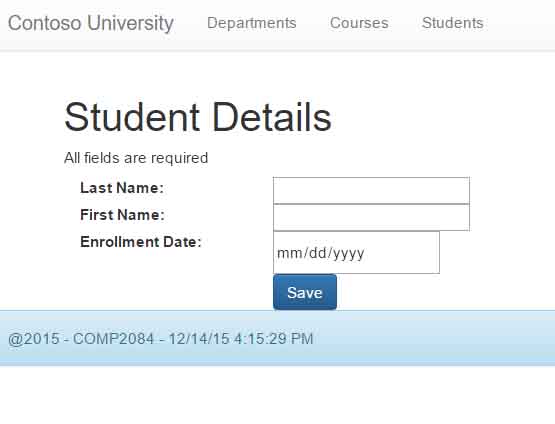 Contoso University Departments Courses Students
Student Details
All fields are required
Last Name:
First Name:
Enrollment Date: mm/dd/yyyy
Save
@2015 - COMP2084 - 12/14/15 4:15:29 PM